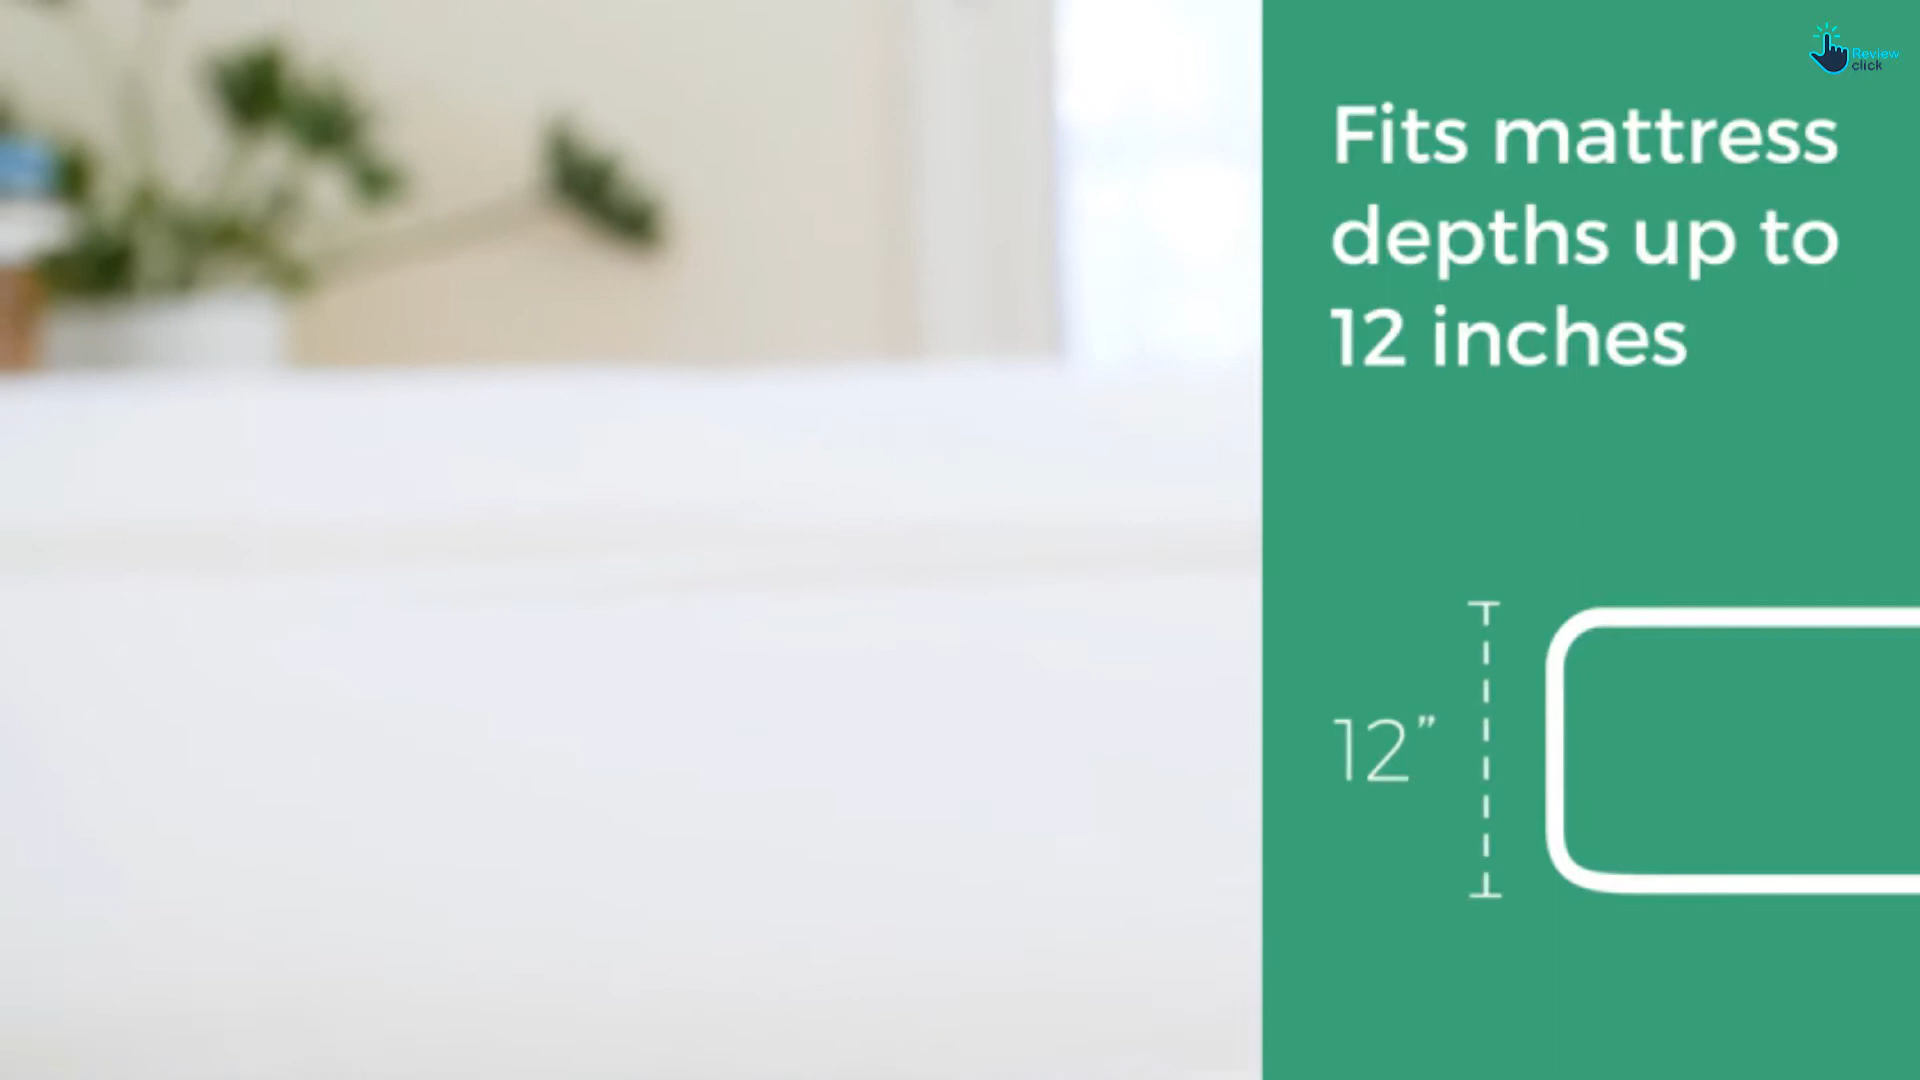 Review
click
Fits mattress
depths up to
12 inches
12”